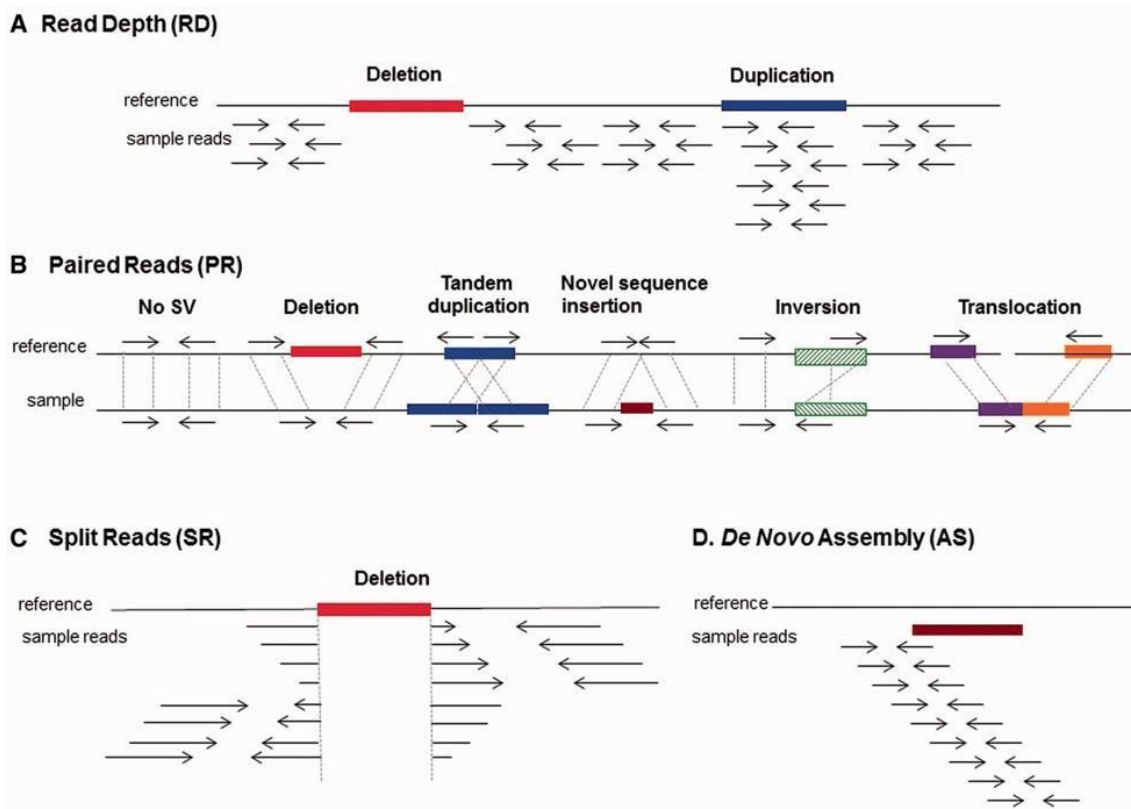 A Read Depth (RD)
Deletion
Duplication
reference
sample reads
B Paired Reads (PR)
No SV
Deletion
Tandem
duplication
Novel sequence
insertion
Inversion
Translocation
reference
sample
C Split Reads (SR)
Deletion
reference
sample reads
D. De Novo Assembly (AS)
reference
sample reads